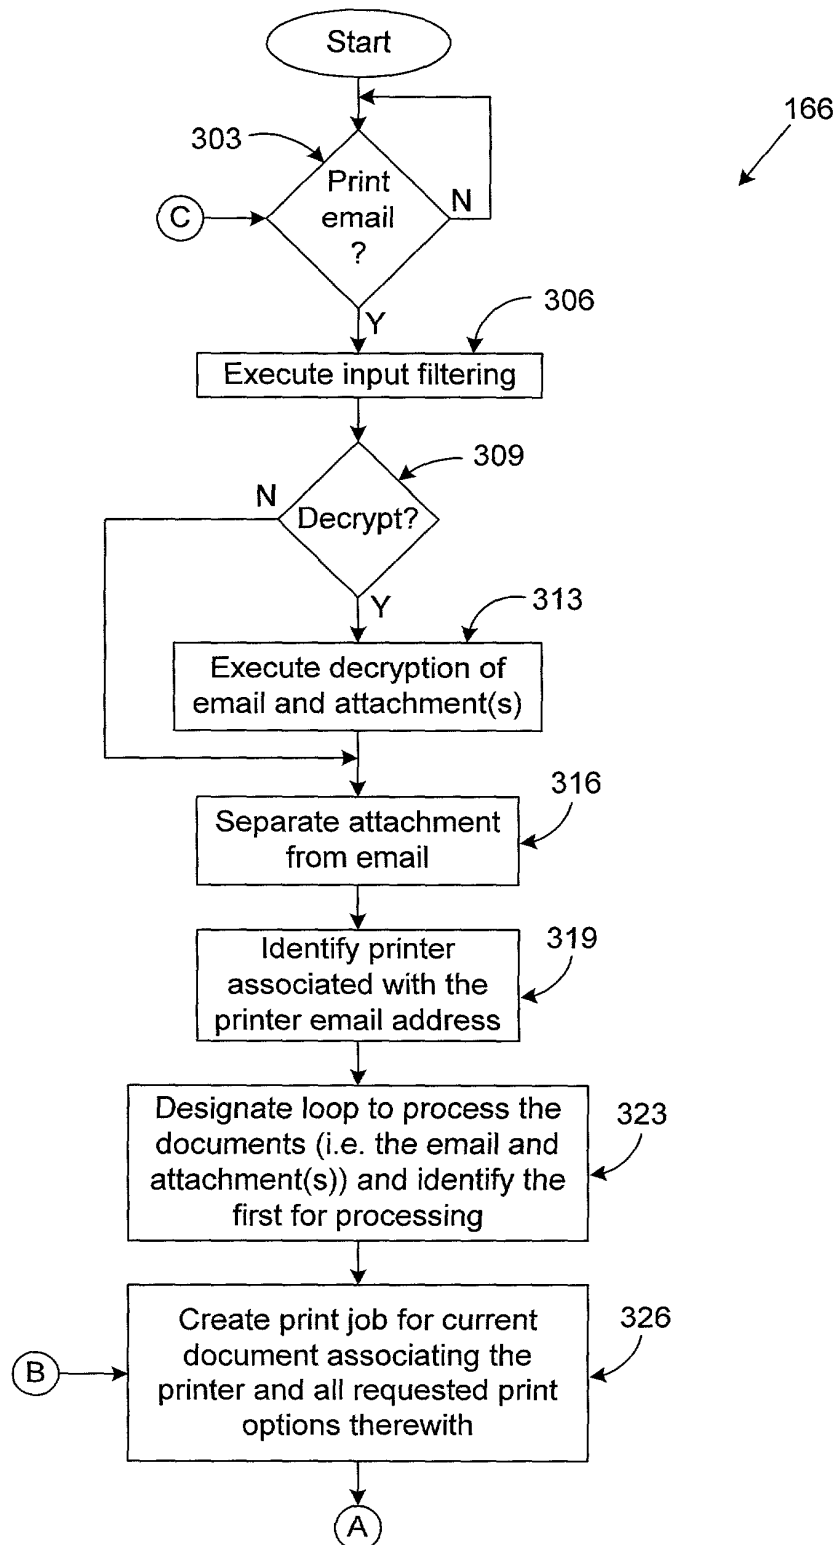 Start
166
303
Print
email
?
N
C
Y
306
Execute input filtering
309
N
Decrypt?
Y
313
Execute decryption of
email and attachment(s)
316
Separate attachment
from email
319
Identify printer
associated with the
printer email address
323
Designate loop to process the
documents (i.e. the email and
attachment(s)) and identify the
first for processing
326
Create print job for current
document associating the
printer and all requested print
options therewith
B
A